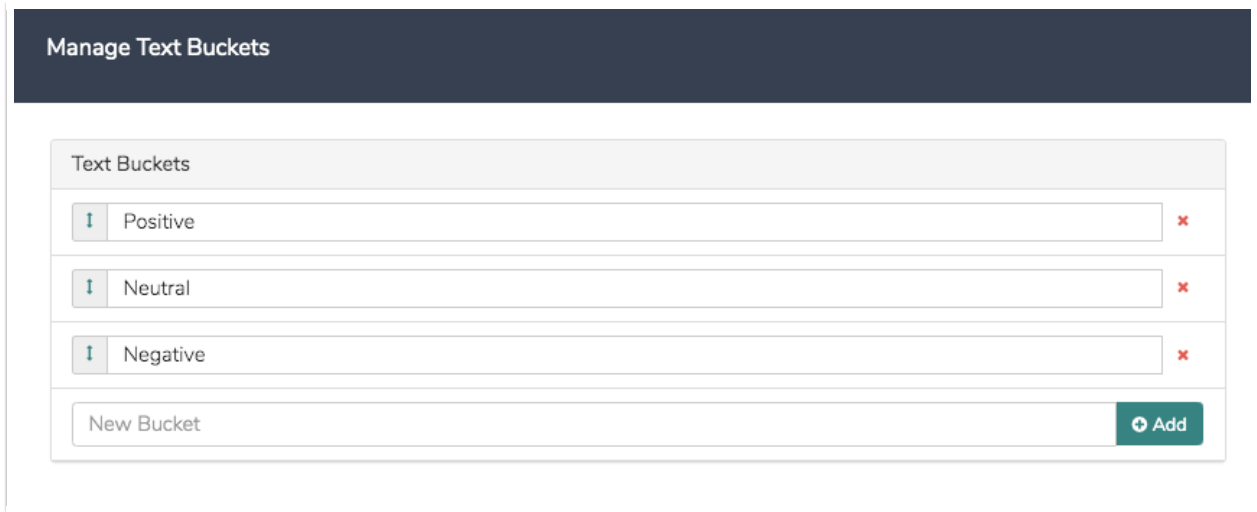 Manage Text Buckets
Text Buckets
Positive
Neutral
Negative
New Bucket
Add